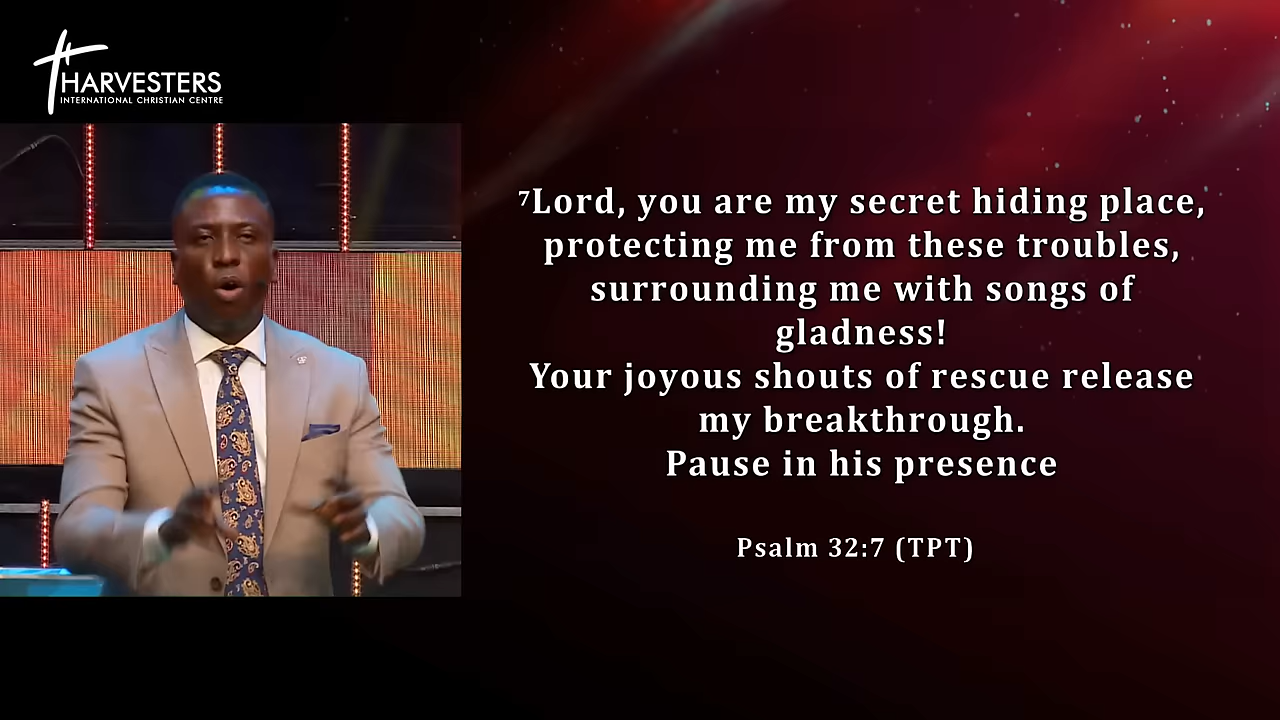 HARVESTERS
INTERNATIONAL CHRISTIAN CENTRE
⁷Lord, you are my secret hiding place,
protecting me from these troubles,
surrounding me with songs of
gladness!
Your joyous shouts of rescue release
my breakthrough.
Pause in his presence
Psalm 32:7 (TPT)